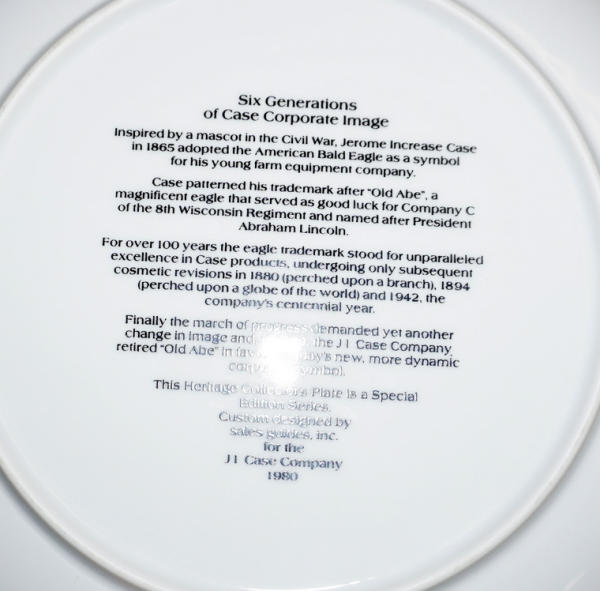 Six Generations
of Case Corporate Image
Inspired by a mascot in the Civil War, Jerome Increase Case
in 1865 adopted the American Bald Eagle as a symbol
for his young farm equipment company.
Case patterned his trademark after "Old Abe", a
magnificent eagle that served as good luck for Company C
of the 8th Wisconsin Regiment and named after President
Abraham Lincoln.
For over 100 years the eagle trademark stood for unparalleled
excellence in Case products, undergoing only subsequent
cosmetic revisions in 1880 (perched upon a branch), 1894
(perched upon a globe of the world) and 1942, the
company's centennial year.
Finally the march of progress demanded yet another
change in image and the J I Case Company
retired "Old Abe" in new, more dynamic
symbol.
This Heritage Collectors Plate is a Special
Edition Series.
Custom designed by
sales guides, inc.
for the
J I Case Company
1980